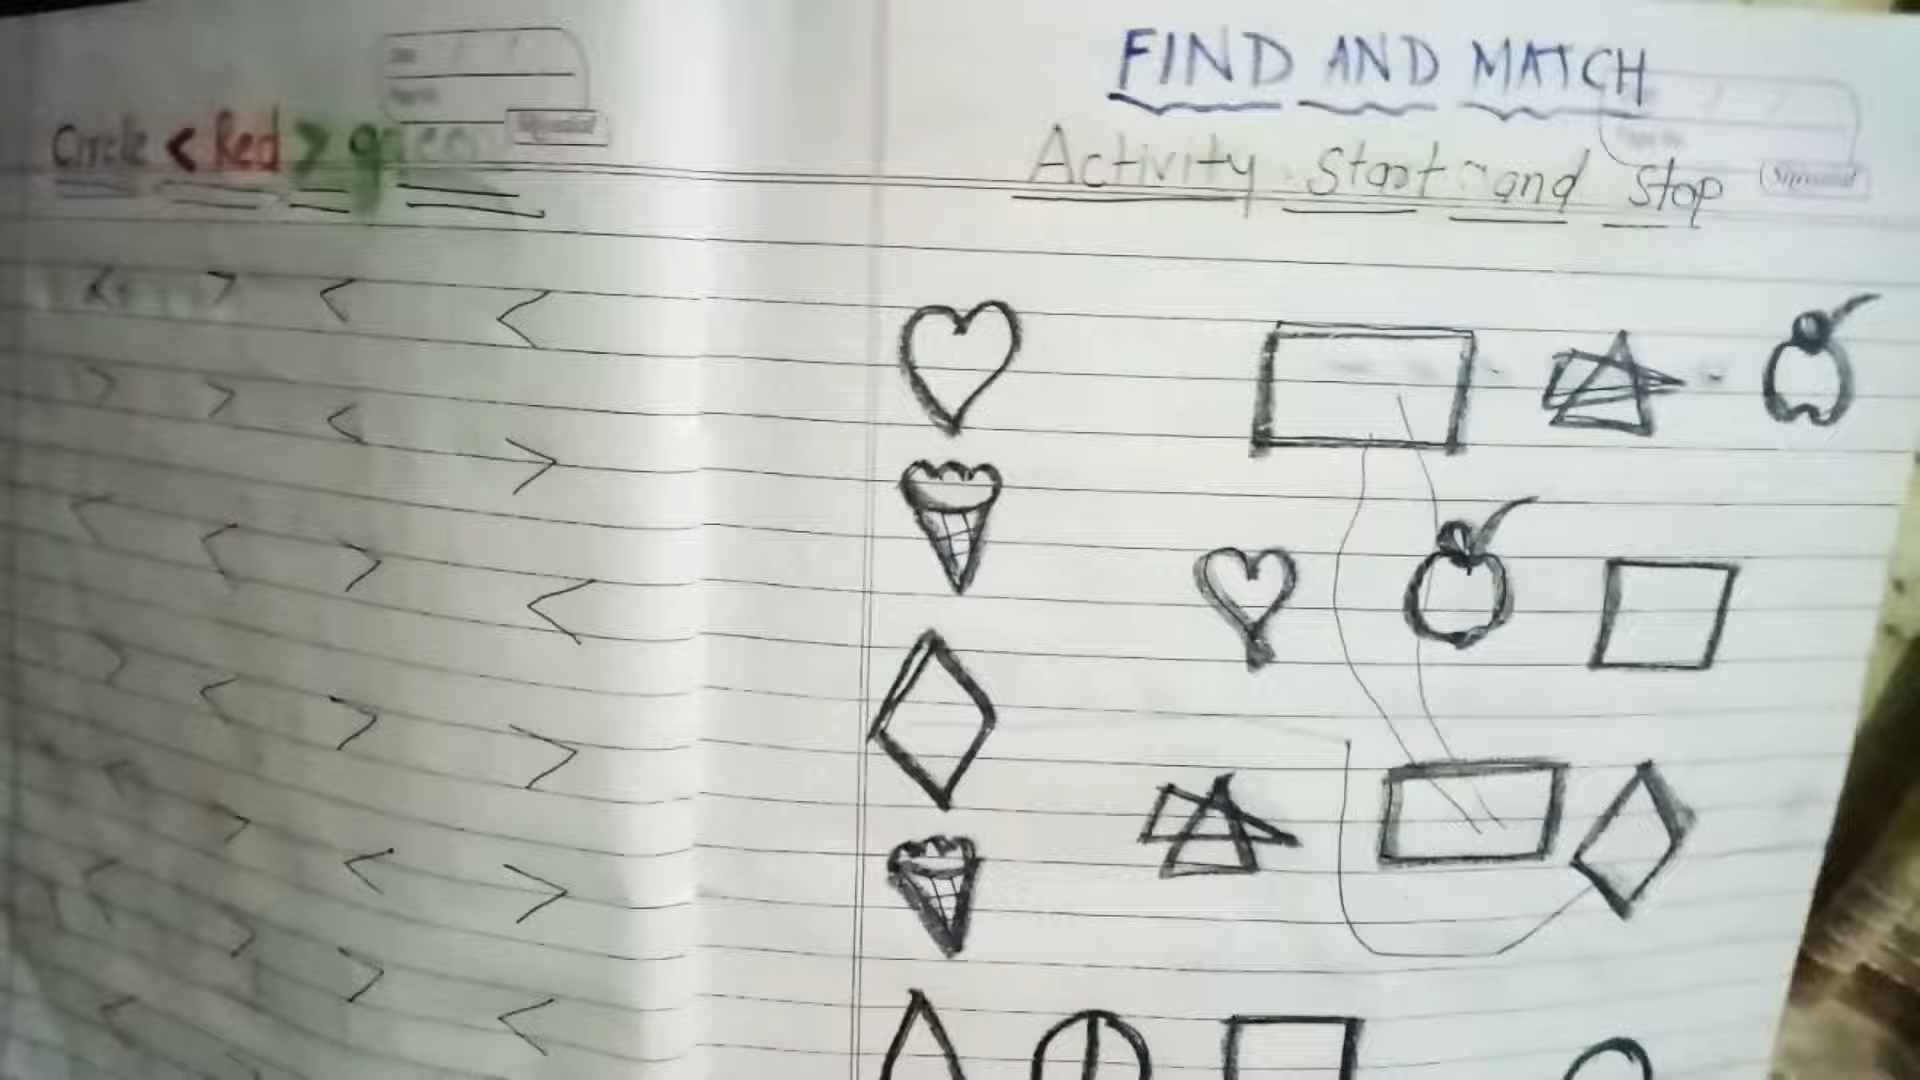 Circle < Red > green
< > < <
> > < >
< < > <
> < > >
< > < >
< > > <
<
FIND AND MATCH
Activity Start and Stop